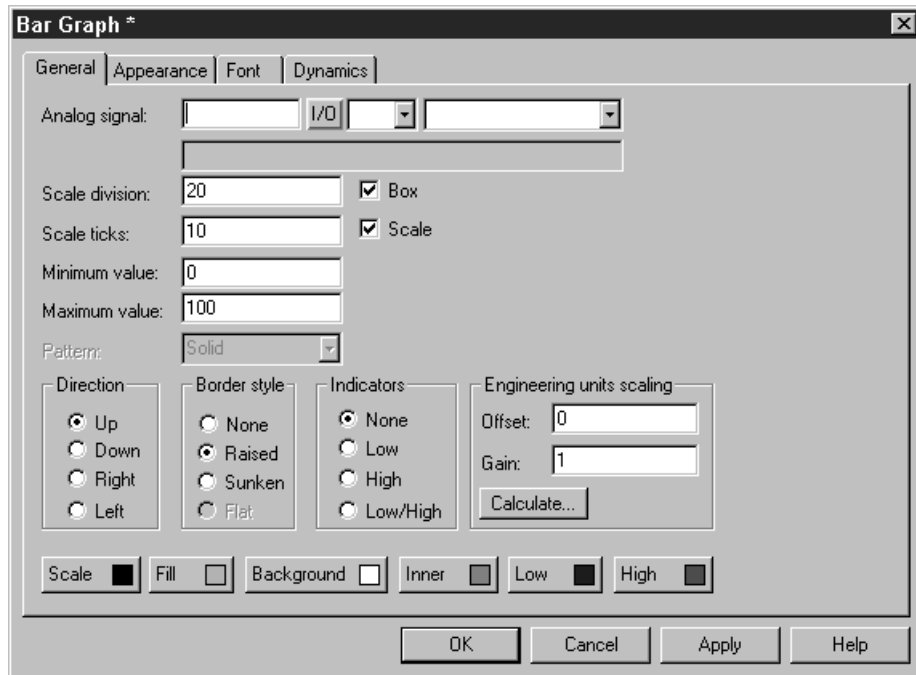 Bar Graph *
General Appearance Font Dynamics
Analog signal: I/O
Scale division: 20 Box
Scale ticks: 10 Scale
Minimum value: 0
Maximum value: 100
Pattern: Solid
Direction Border style Indicators Engineering units scaling
Up None None Offset: 0
Down Raised Low Gain: 1
Right Sunken High Calculate...
Left Flat Low/High
Scale Fill Background Inner Low High
OK Cancel Apply Help